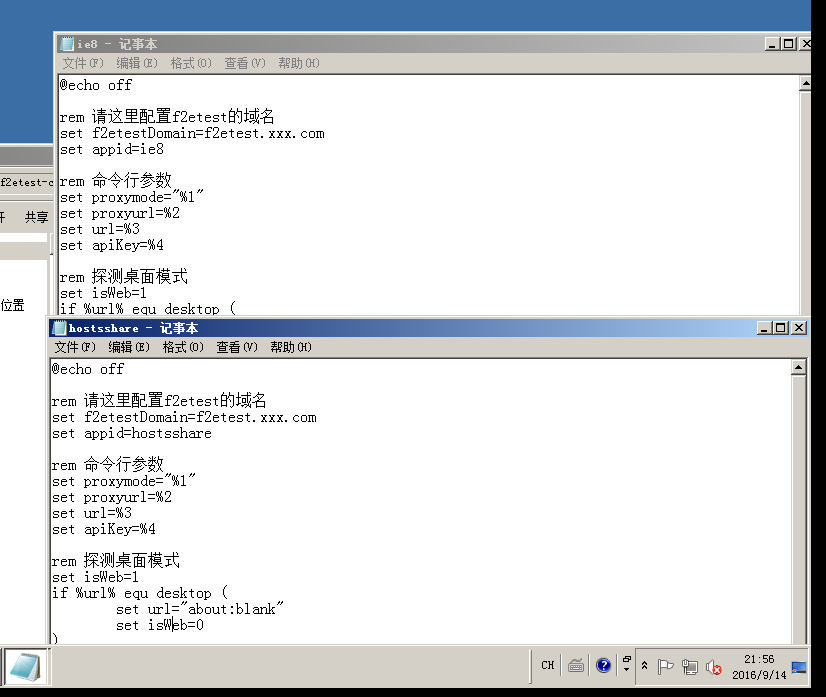 ie8 - 记事本
文件(F) 编辑(E) 格式(O) 查看(V) 帮助(H)
@echo off
rem 请这里配置f2etest的域名
set f2etestDomain=f2etest.xxx.com
set appid=ie8
rem 命令行参数
set proxymode="%1"
set proxyurl=%2
set url=%3
set apiKey=%4
rem 探测桌面模式
set isWeb=1
if %url% equ desktop (
f2etest-c
共享
位置
hostsshare - 记事本
文件(F) 编辑(E) 格式(O) 查看(V) 帮助(H)
@echo off
rem 请这里配置f2etest的域名
set f2etestDomain=f2etest.xxx.com
set appid=hostsshare
rem 命令行参数
set proxymode="%1"
set proxyurl=%2
set url=%3
set apiKey=%4
rem 探测桌面模式
set isWeb=1
if %url% equ desktop (
set url="about:blank"
set isWeb=0
)
CH
21:56
2016/9/14